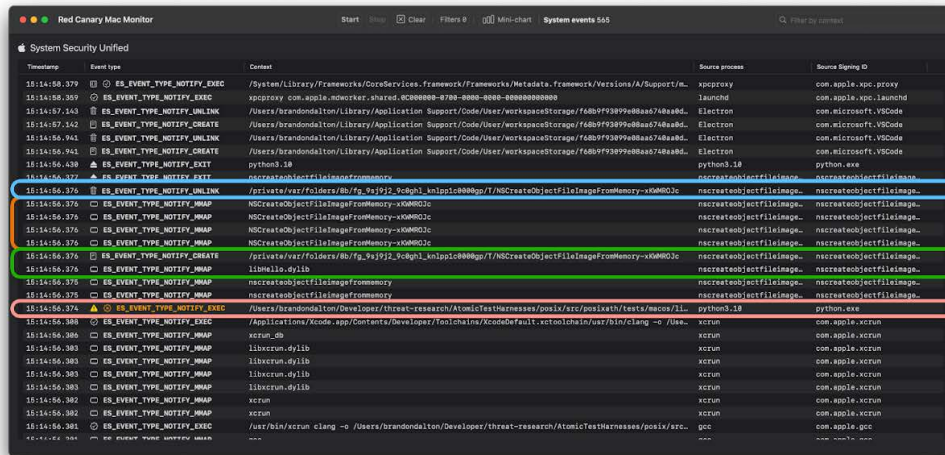 Red Canary Mac Monitor Start Stop Clear Filters 0 Mini-chart System events 565 Filter by context
System Security Unified
Timestamp Event type Context Source process Source Signing ID
15:14:58.379 ES_EVENT_TYPE_NOTIFY_EXEC /System/Library/Frameworks/CoreServices.framework/Frameworks/Metadata.framework/Versions/A/Support/m… xpcproxy com.apple.xpc.proxy
15:14:58.359 ES_EVENT_TYPE_NOTIFY_EXEC xpcproxy com.apple.mdworker.shared.0C000000-0700-0000-0000-000000000000 launchd com.apple.xpc.launchd
15:14:57.143 ES_EVENT_TYPE_NOTIFY_UNLINK /Users/brandondalton/Library/Application Support/Code/User/workspaceStorage/f68b9f93099e08aa6740aa0d… Electron com.microsoft.VSCode
15:14:57.142 ES_EVENT_TYPE_NOTIFY_CREATE /Users/brandondalton/Library/Application Support/Code/User/workspaceStorage/f68b9f93099e08aa6740aa0d… Electron com.microsoft.VSCode
15:14:56.941 ES_EVENT_TYPE_NOTIFY_UNLINK /Users/brandondalton/Library/Application Support/Code/User/workspaceStorage/f68b9f93099e08aa6740aa0d… Electron com.microsoft.VSCode
15:14:56.941 ES_EVENT_TYPE_NOTIFY_CREATE /Users/brandondalton/Library/Application Support/Code/User/workspaceStorage/f68b9f93099e08aa6740aa0d… Electron com.microsoft.VSCode
15:14:56.430 ES_EVENT_TYPE_NOTIFY_EXIT python3.10 python3.10 python.exe
15:14:56.377 ES_EVENT_TYPE_NOTIFY_EXIT nscreateobjectfileimagefrommemory nscreateobjectfileimage… nscreateobjectfileimage…
15:14:56.376 ES_EVENT_TYPE_NOTIFY_UNLINK /private/var/folders/8b/fg_9sj9j2_9c0ghl_knlpp1c0000gp/T/NSCreateObjectFileImageFromMemory-xKWMROJc nscreateobjectfileimage… nscreateobjectfileimage…
15:14:56.376 ES_EVENT_TYPE_NOTIFY_MMAP NSCreateObjectFileImageFromMemory-xKWMROJc nscreateobjectfileimage… nscreateobjectfileimage…
15:14:56.376 ES_EVENT_TYPE_NOTIFY_MMAP NSCreateObjectFileImageFromMemory-xKWMROJc nscreateobjectfileimage… nscreateobjectfileimage…
15:14:56.376 ES_EVENT_TYPE_NOTIFY_MMAP NSCreateObjectFileImageFromMemory-xKWMROJc nscreateobjectfileimage… nscreateobjectfileimage…
15:14:56.376 ES_EVENT_TYPE_NOTIFY_MMAP NSCreateObjectFileImageFromMemory-xKWMROJc nscreateobjectfileimage… nscreateobjectfileimage…
15:14:56.376 ES_EVENT_TYPE_NOTIFY_CREATE /private/var/folders/8b/fg_9sj9j2_9c0ghl_knlpp1c0000gp/T/NSCreateObjectFileImageFromMemory-xKWMROJc nscreateobjectfileimage… nscreateobjectfileimage…
15:14:56.376 ES_EVENT_TYPE_NOTIFY_MMAP libHello.dylib nscreateobjectfileimage… nscreateobjectfileimage…
15:14:56.375 ES_EVENT_TYPE_NOTIFY_MMAP nscreateobjectfileimagefrommemory nscreateobjectfileimage… nscreateobjectfileimage…
15:14:56.375 ES_EVENT_TYPE_NOTIFY_MMAP nscreateobjectfileimagefrommemory nscreateobjectfileimage… nscreateobjectfileimage…
15:14:56.374 ES_EVENT_TYPE_NOTIFY_EXEC /Users/brandondalton/Developer/threat-research/AtomicTestHarnesses/posix/src/posixath/tests/macos/li… python3.10 python.exe
15:14:56.308 ES_EVENT_TYPE_NOTIFY_EXEC /Applications/Xcode.app/Contents/Developer/Toolchains/XcodeDefault.xctoolchain/usr/bin/clang -o /Use… xcrun com.apple.xcrun
15:14:56.303 ES_EVENT_TYPE_NOTIFY_MMAP xcrun_db xcrun com.apple.xcrun
15:14:56.303 ES_EVENT_TYPE_NOTIFY_MMAP libxcrun.dylib xcrun com.apple.xcrun
15:14:56.303 ES_EVENT_TYPE_NOTIFY_MMAP libxcrun.dylib xcrun com.apple.xcrun
15:14:56.303 ES_EVENT_TYPE_NOTIFY_MMAP libxcrun.dylib xcrun com.apple.xcrun
15:14:56.302 ES_EVENT_TYPE_NOTIFY_MMAP xcrun xcrun com.apple.xcrun
15:14:56.302 ES_EVENT_TYPE_NOTIFY_MMAP xcrun xcrun com.apple.xcrun
15:14:56.301 ES_EVENT_TYPE_NOTIFY_EXEC /usr/bin/xcrun clang -o /Users/brandondalton/Developer/threat-research/AtomicTestHarnesses/posix/src… gcc com.apple.gcc